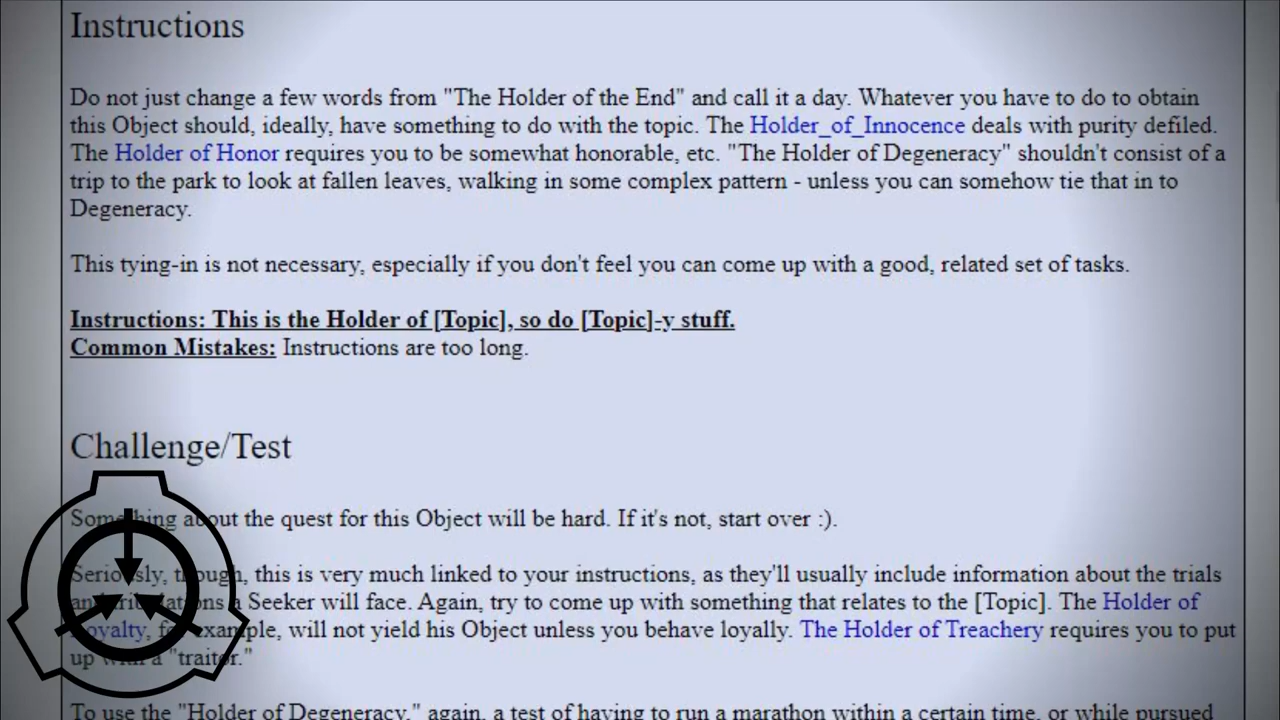 Instructions
Do not just change a few words from "The Holder of the End" and call it a day. Whatever you have to do to obtain
this Object should, ideally, have something to do with the topic. The Holder_of_Innocence deals with purity defiled.
The Holder of Honor requires you to be somewhat honorable, etc. "The Holder of Degeneracy" shouldn't consist of a
trip to the park to look at fallen leaves, walking in some complex pattern - unless you can somehow tie that in to
Degeneracy.
This tying-in is not necessary, especially if you don't feel you can come up with a good, related set of tasks.
Instructions: This is the Holder of [Topic], so do [Topic]-y stuff.
Common Mistakes: Instructions are too long.
Challenge/Test
Something about the quest for this Object will be hard. If it's not, start over :).
Seriously, though, this is very much linked to your instructions, as they'll usually include information about the trials
and a Seeker will face. Again, try to come up with something that relates to the [Topic]. The Holder of
Loyalty, for example, will not yield his Object unless you behave loyally. The Holder of Treachery requires you to put
up with a "traitor."
To use the "Holder of Degeneracy," again, a test of having to run a marathon within a certain time, or while pursued